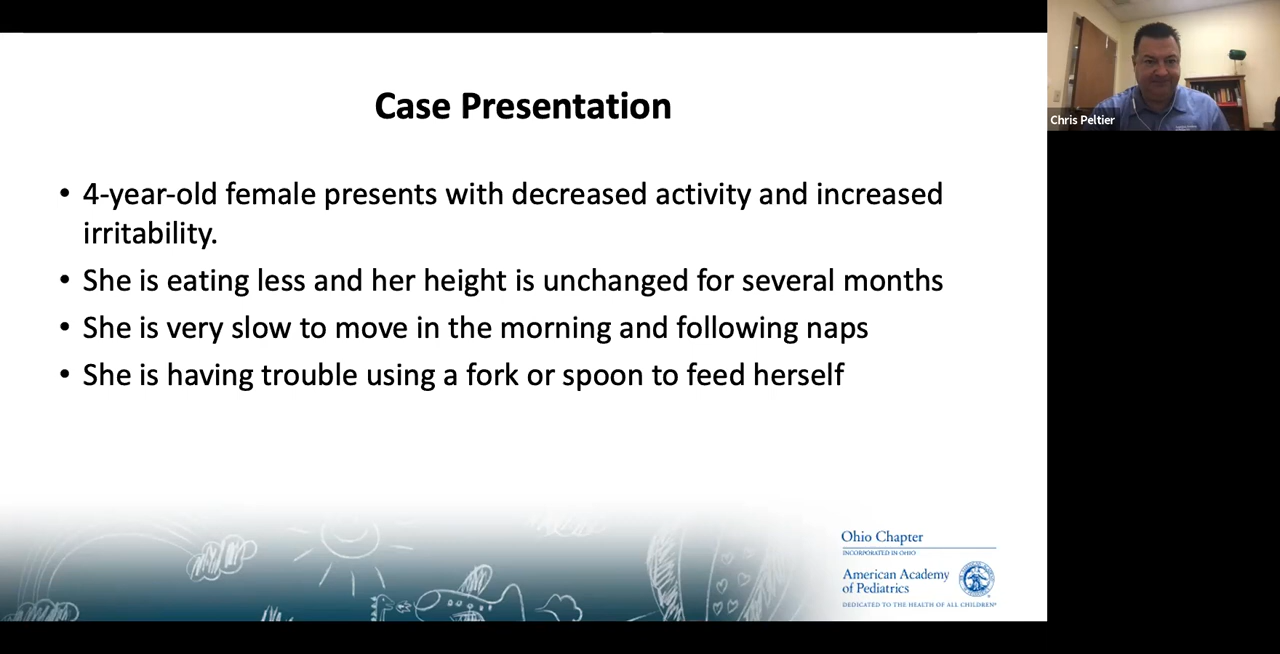 Case Presentation
• 4-year-old female presents with decreased activity and increased
irritability.
• She is eating less and her height is unchanged for several months
• She is very slow to move in the morning and following naps
• She is having trouble using a fork or spoon to feed herself
Chris Peltier
Ohio Chapter
INCORPORATED IN OHIO
American Academy
of Pediatrics
DEDICATED TO THE HEALTH OF ALL CHILDREN®